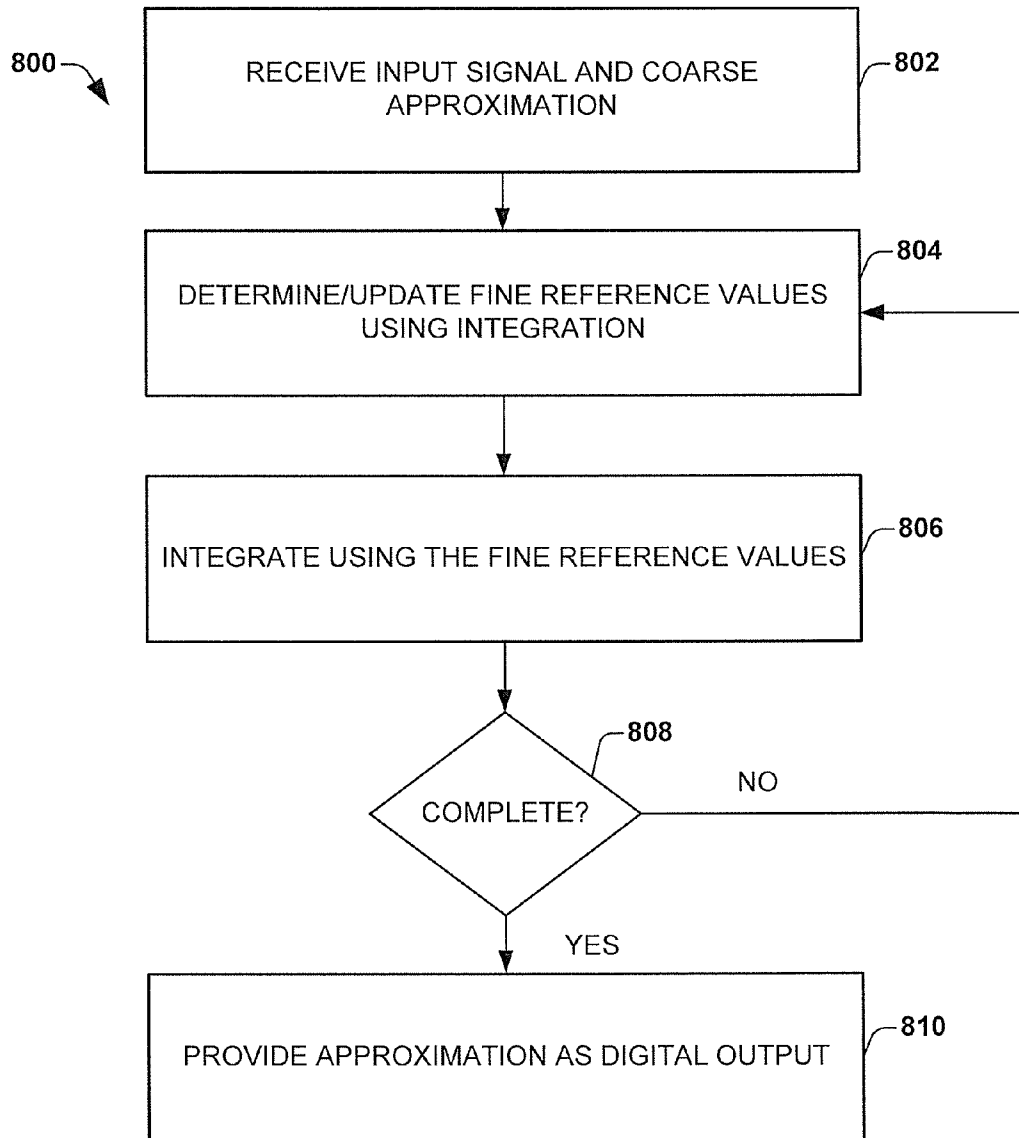 800
RECEIVE INPUT SIGNAL AND COARSE
APPROXIMATION
802
804
DETERMINE/UPDATE FINE REFERENCE VALUES
USING INTEGRATION
806
INTEGRATE USING THE FINE REFERENCE VALUES
808
COMPLETE?
NO
YES
810
PROVIDE APPROXIMATION AS DIGITAL OUTPUT